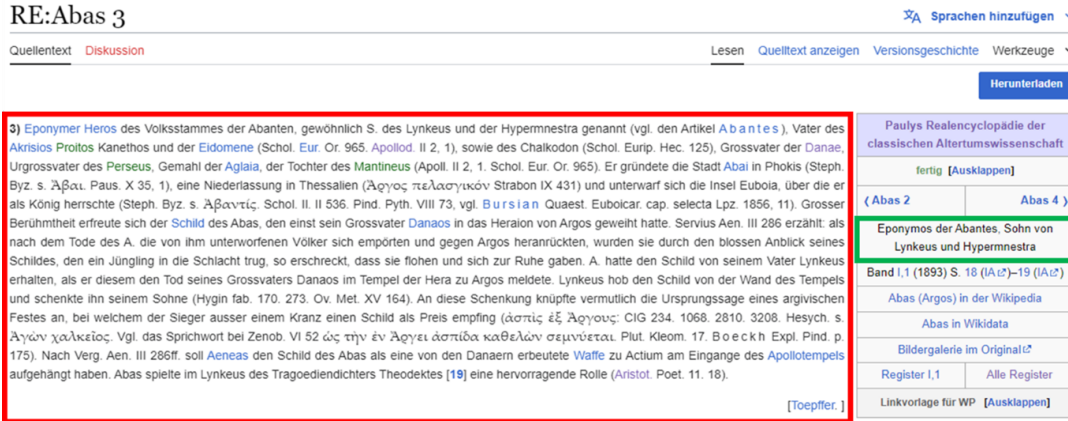 RE:Abas 3
Sprachen hinzufügen
Quellentext Diskussion
Lesen Quelltext anzeigen Versionsgeschichte Werkzeuge
Herunterladen
3) Eponymer Heros des Volksstammes der Abanten, gewöhnlich S. des Lynkeus und der Hypermnestra genannt (vgl. den Artikel Abantes), Vater des
Akrisios Proitos Kanethos und der Eidomene (Schol. Eur. Or. 965. Apollod. II 2, 1), sowie des Chalkodon (Schol. Eurip. Hec. 125), Grossvater der Danae,
Urgrossvater des Perseus, Gemahl der Aglaia, der Tochter des Mantineus (Apoll. II 2, 1. Schol. Eur. Or. 965). Er gründete die Stadt Abai in Phokis (Steph.
Byz. s. Ἄβαι. Paus. X 35, 1), eine Niederlassung in Thessalien (Ἄργος πελασγικόν Strabon IX 431) und unterwarf sich die Insel Euboia, über die er
als König herrschte (Steph. Byz. s. Ἀβαντίς. Schol. Il. II 536. Pind. Pyth. VIII 73, vgl. Bursian Quaest. Euboicar. cap. selecta Lpz. 1856, 11). Grosser
Berühmtheit erfreute sich der Schild des Abas, den einst sein Grossvater Danaos in das Heraion von Argos geweiht hatte. Servius Aen. III 286 erzählt: als
nach dem Tode des A. die von ihm unterworfenen Völker sich empörten und gegen Argos heranrückten, wurden sie durch den blossen Anblick seines
Schildes, den ein Jüngling in die Schlacht trug, so erschreckt, dass sie flohen und sich zur Ruhe gaben. A. hatte den Schild von seinem Vater Lynkeus
erhalten, als er diesem den Tod seines Grossvaters Danaos im Tempel der Hera zu Argos meldete. Lynkeus hob den Schild von der Wand des Tempels
und schenkte ihn seinem Sohne (Hygin fab. 170. 273. Ov. Met. XV 164). An diese Schenkung knüpfte vermutlich die Ursprungssage eines argivischen
Festes an, bei welchem der Sieger ausser einem Kranz einen Schild als Preis empfing (ἀσπὶς ἐξ Ἄργους: CIG 234. 1068. 2810. 3208. Hesych. s.
Ἀγὼν χαλκεῖος. Vgl. das Sprichwort bei Zenob. VI 52 ὡς τὴν ἐν Ἄργει ἀσπίδα καθελὼν σεμνύεται. Plut. Kleom. 17. Boeckh Expl. Pind. p.
175). Nach Verg. Aen. III 286ff. soll Aeneas den Schild des Abas als eine von den Danaern erbeutete Waffe zu Actium am Eingange des Apollotempels
aufgehängt haben. Abas spielte im Lynkeus des Tragoediendichters Theodektes [19] eine hervorragende Rolle (Aristot. Poet. 11. 18).
[Toepffer. ]
Paulys Realencyclopädie der
classischen Altertumswissenschaft
fertig [Ausklappen]
Abas 2 Abas 4
Eponymos der Abantes, Sohn von
Lynkeus und Hypermnestra
Band I,1 (1893) S. 18 (IA)–19 (IA)
Abas (Argos) in der Wikipedia
Abas in Wikidata
Bildergalerie im Original
Register I,1 Alle Register
Linkvorlage für WP [Ausklappen]